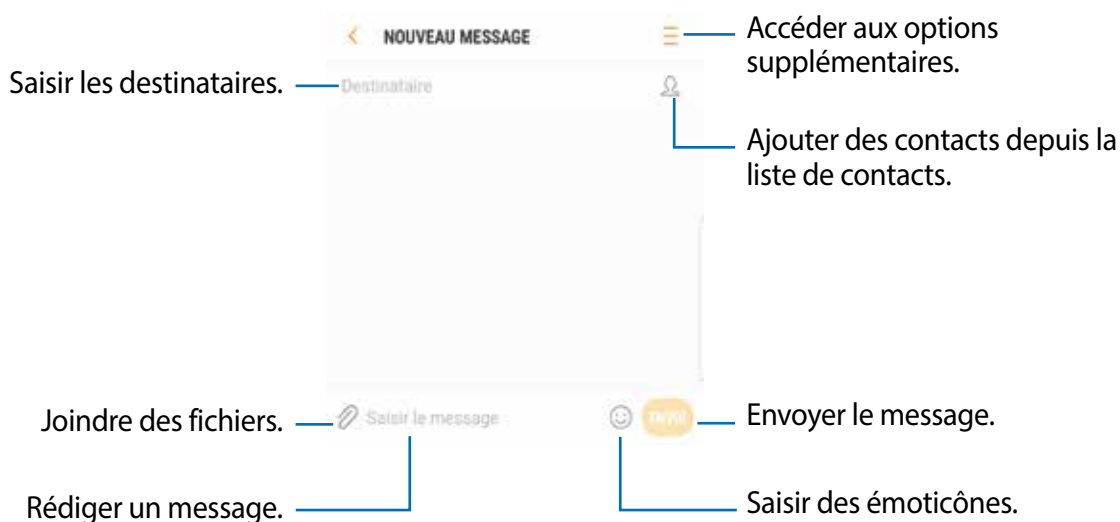 NOUVEAU MESSAGE
Accéder aux options
supplémentaires.
Saisir les destinataires.
Destinataire
Ajouter des contacts depuis la
liste de contacts.
Joindre des fichiers.
Saisir le message
ENVOI
Envoyer le message.
Rédiger un message.
Saisir des émoticônes.